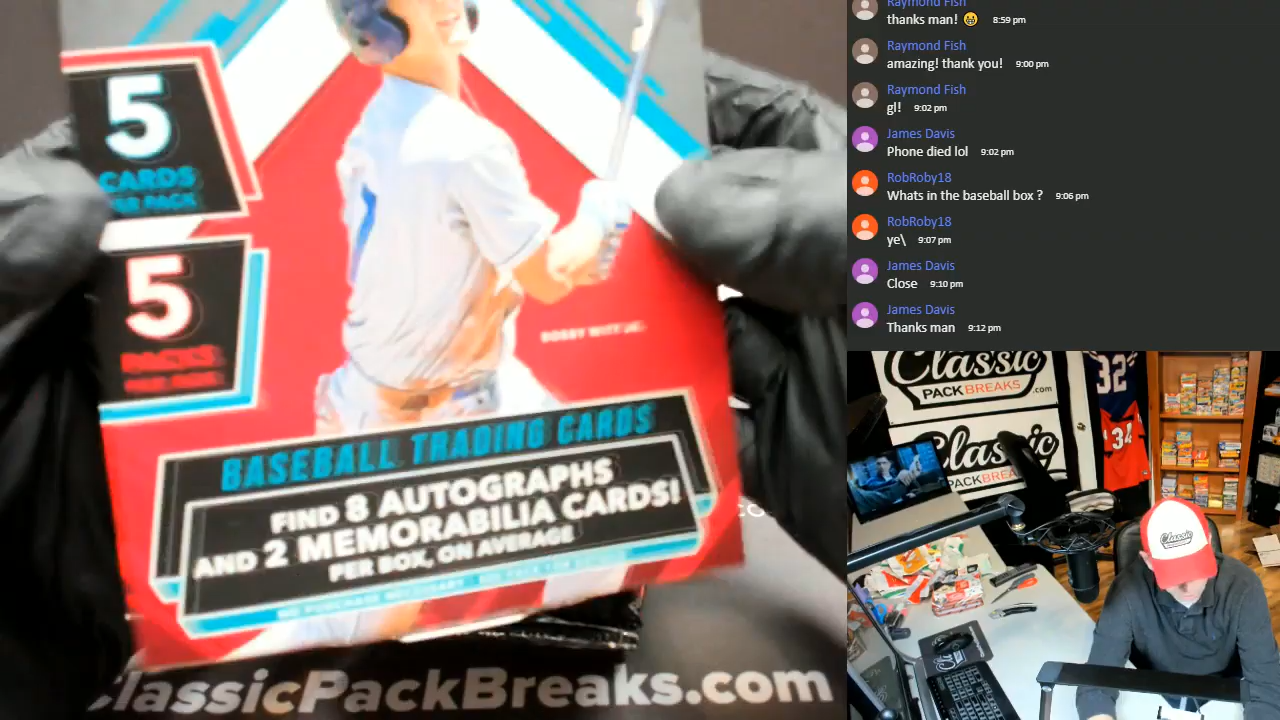 5
CARDS
PER PACK
5
PACKS
PER BOX
BOBBY WITT JR.
BASEBALL TRADING CARDS
FIND 8 AUTOGRAPHS
AND 2 MEMORABILIA CARDS!
PER BOX, ON AVERAGE
ClassicPackBreaks.com
Raymond Fish
thanks man! 😀 8:59 pm
Raymond Fish
amazing! thank you! 9:00 pm
Raymond Fish
gl! 9:02 pm
James Davis
Phone died lol 9:02 pm
RobRoby18
Whats in the baseball box ? 9:06 pm
RobRoby18
ye\ 9:07 pm
James Davis
Close 9:10 pm
James Davis
Thanks man 9:12 pm
Classic
PACK BREAKS.com
Classic
PACK BREAKS
32
34
Classic